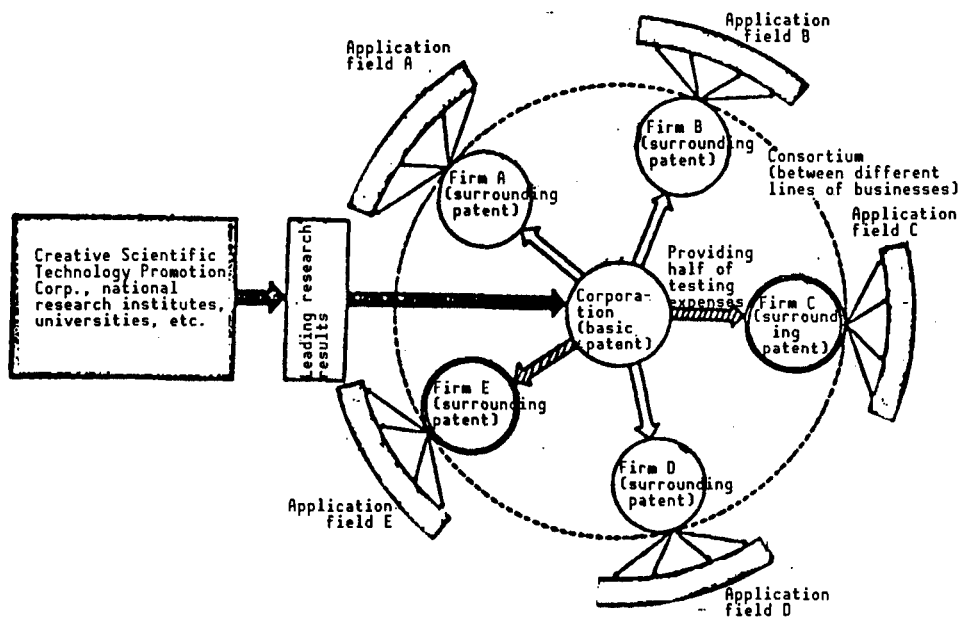 Application
field A
Application
field B
Firm B
(surrounding
patent)
Consortium
(between different
lines of businesses)
Firm A
(surrounding
patent)
Application
field C
Creative Scientific
Technology Promotion
Corp., national
research institutes,
universities, etc.
Leading research
results
Providing
half of
testing
expenses
Corpora-
tion
(basic
patent)
Firm C
(surround
ing
patent)
Firm E
(surrounding
patent)
Firm D
(surrounding
patent)
Application
field E
Application
field D